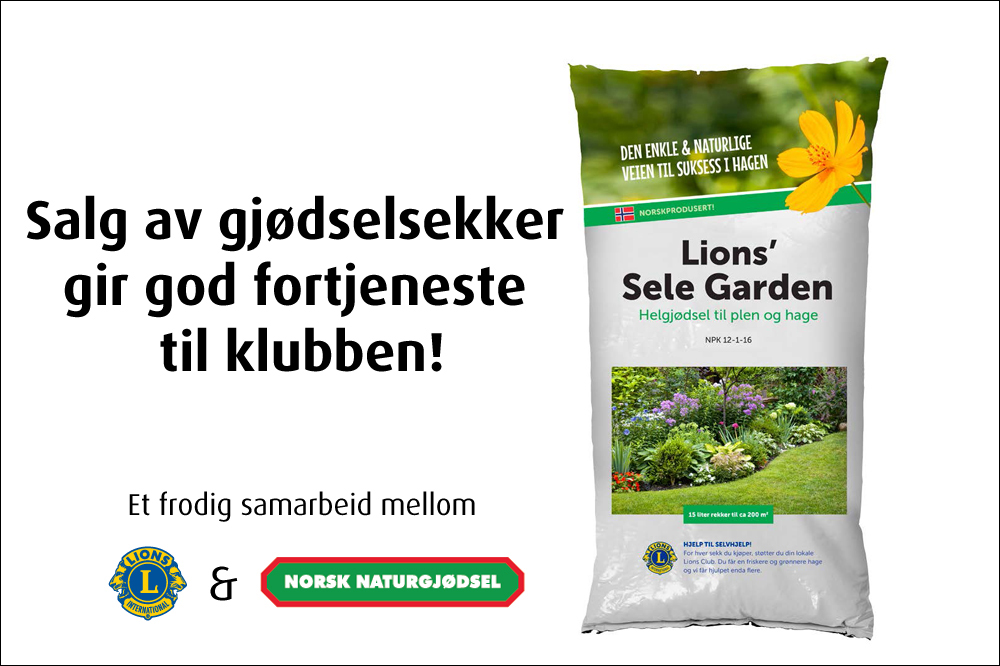 Salg av gjødselsekker
gir god fortjeneste
til klubben!
Et frodig samarbeid mellom
LIONS
L
INTERNATIONAL
&
NORSK NATURGJØDSEL
DEN ENKLE & NATURLIGE
VEIEN TIL SUKSESS I HAGEN
NORSKPRODUSERT!
Lions’
Sele Garden
Helgjødsel til plen og hage
NPK 12-1-16
15 liter rekker til ca 200 m²
HJELP TIL SELVHJELP!
For hver sekk du kjøper, støtter du din lokale
Lions Club. Du får en friskere og grønnere hage
og vi får hjulpet enda flere.
L